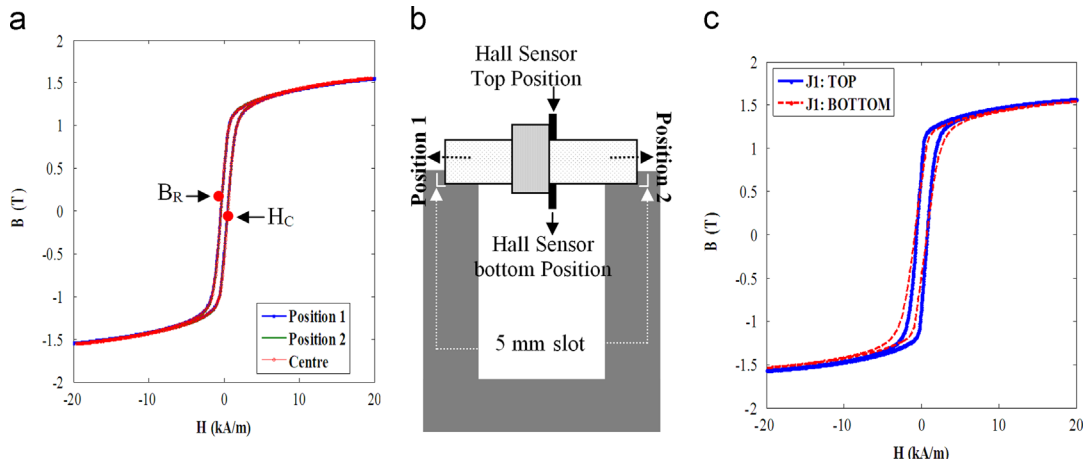 a
2
1.5
1
0.5
0
-0.5
-1
-1.5
-2
B (T)
-20
-10
0
10
20
H (kA/m)
BR
HC
Position 1
Position 2
Centre
b
Hall Sensor
Top Position
Position 1
Position 2
Hall Sensor
bottom Position
5 mm slot
c
2
1.5
1
0.5
0
-0.5
-1
-1.5
-2
B (T)
-20
-10
0
10
20
H (kA/m)
J1: TOP
J1: BOTTOM